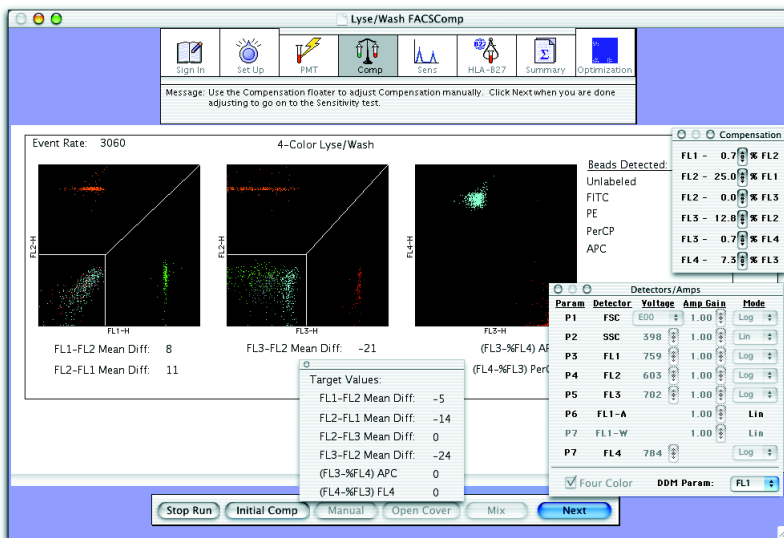 Lyse/Wash FACSComp
Sign In
Set Up
PMT
Comp
Sens
HLA-B27
Summary
Optimization
Message: Use the Compensation floater to adjust Compensation manually. Click Next when you are done
adjusting to go on to the Sensitivity test.
Event Rate: 3060
4-Color Lyse/Wash
FL2-H
FL1-H
FL2-H
FL3-H
FL4-H
FL3-H
FL1-FL2 Mean Diff: 8
FL2-FL1 Mean Diff: 11
FL3-FL2 Mean Diff: -21
(FL3-%FL4) AP
(FL4-%FL3) PerC
Beads Detected:
Unlabeled
FITC
PE
PerCP
APC
Compensation
FL1 - 0.7 % FL2
FL2 - 25.0 % FL1
FL2 - 0.0 % FL3
FL3 - 12.8 % FL2
FL3 - 0.7 % FL4
FL4 - 7.3 % FL3
Detectors/Amps
Param Detector Voltage Amp Gain Mode
P1 FSC E00 1.00 Log
P2 SSC 398 1.00 Lin
P3 FL1 759 1.00 Log
P4 FL2 603 1.00 Log
P5 FL3 702 1.00 Log
P6 FL1-A 1.00 Lin
P7 FL1-W 1.00 Lin
P7 FL4 784 Log
Four Color DDM Param: FL1
Target Values:
FL1-FL2 Mean Diff: -5
FL2-FL1 Mean Diff: -14
FL2-FL3 Mean Diff: 0
FL3-FL2 Mean Diff: -24
(FL3-%FL4) APC 0
(FL4-%FL3) FL4 0
Stop Run
Initial Comp
Manual
Open Cover
Mix
Next